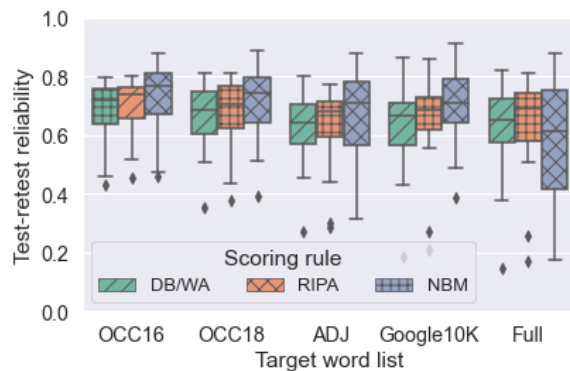 Test-retest reliability
1.0
0.8
0.6
0.4
0.2
0.0
Scoring rule
DB/WA RIPA NBM
OCC16 OCC18 ADJ Google10K Full
Target word list